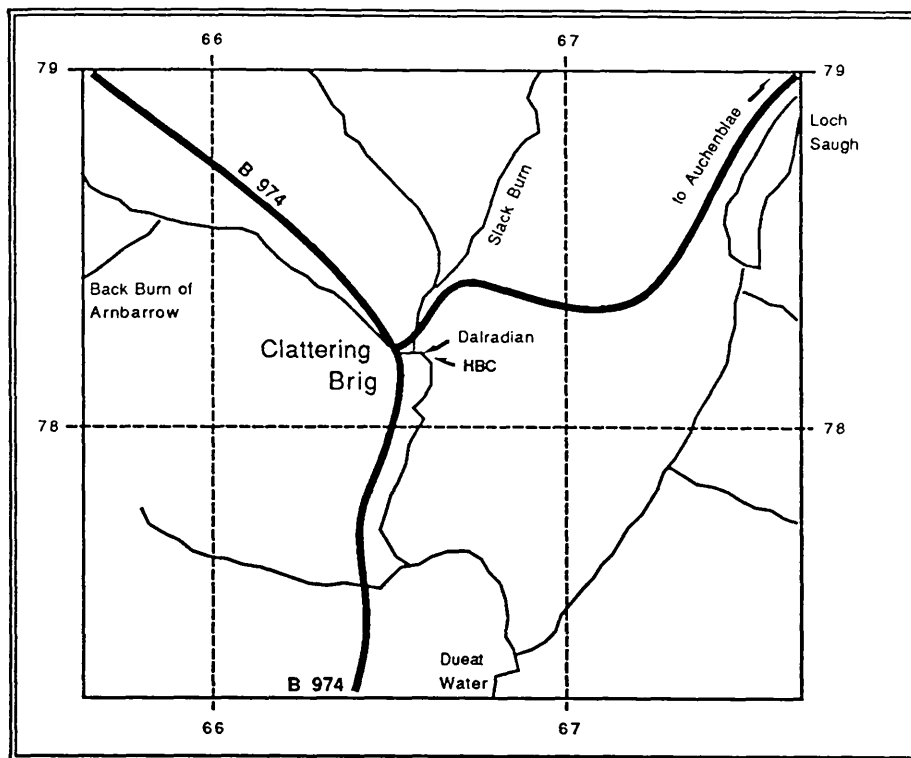 66 67
79 79
Loch
Saugh
to Auchenblae
B 974
Slack Burn
Back Burn of
Arnbarrow
Dalradian
Clattering
Brig
HBC
78 78
Dueat
Water
B 974
66 67